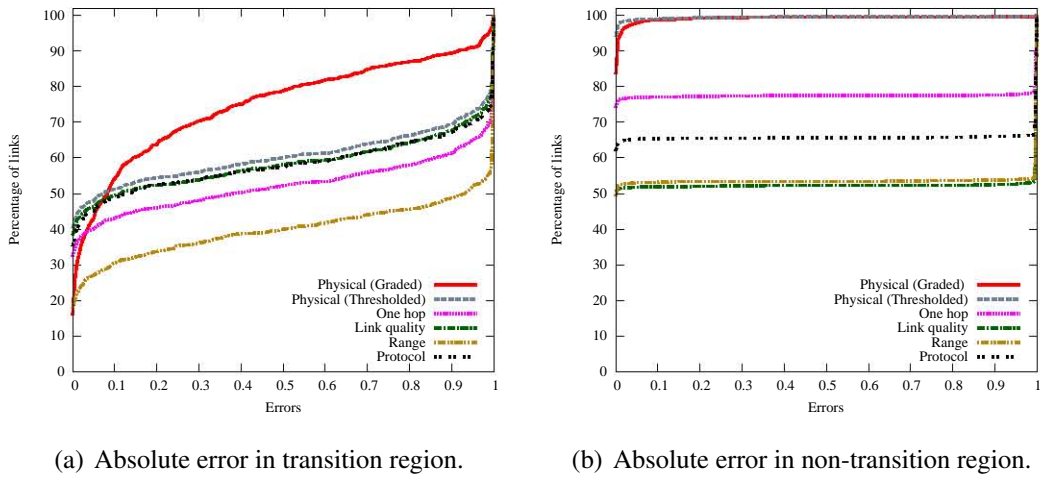 100
90
80
70
60
50
40
30
20
10
0
Percentage of links
Physical (Graded)
Physical (Thresholded)
One hop
Link quality
Range
Protocol
0 0.1 0.2 0.3 0.4 0.5 0.6 0.7 0.8 0.9 1
Errors
(a) Absolute error in transition region.
100
90
80
70
60
50
40
30
20
10
0
Percentage of links
Physical (Graded)
Physical (Thresholded)
One hop
Link quality
Range
Protocol
0 0.1 0.2 0.3 0.4 0.5 0.6 0.7 0.8 0.9 1
Errors
(b) Absolute error in non-transition region.